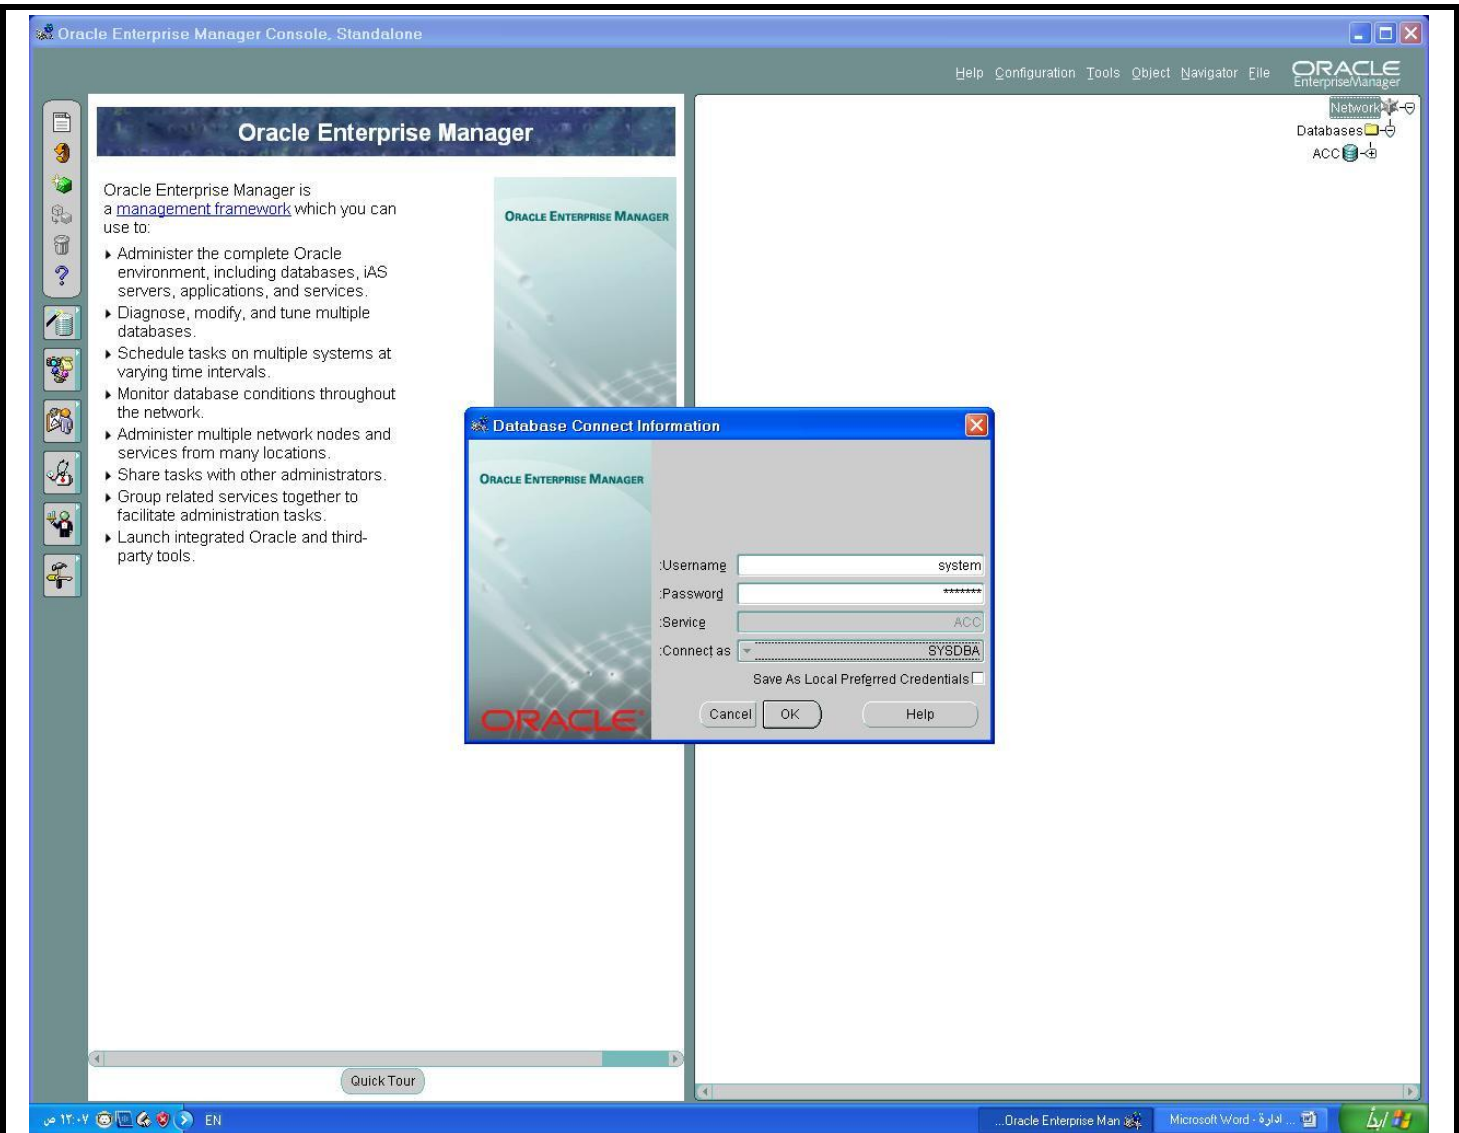 Oracle Enterprise Manager Console, Standalone
Help Configuration Tools Object Navigator File
ORACLE
EnterpriseManager
Network
Databases
ACC
Oracle Enterprise Manager
Oracle Enterprise Manager is
a management framework which you can
use to:
Administer the complete Oracle
environment, including databases, iAS
servers, applications, and services.
Diagnose, modify, and tune multiple
databases.
Schedule tasks on multiple systems at
varying time intervals.
Monitor database conditions throughout
the network.
Administer multiple network nodes and
services from many locations.
Share tasks with other administrators.
Group related services together to
facilitate administration tasks.
Launch integrated Oracle and third-
party tools.
ORACLE ENTERPRISE MANAGER
Database Connect Information
ORACLE ENTERPRISE MANAGER
:Username system
:Password *******
:Service ACC
:Connect as SYSDBA
Save As Local Preferred Credentials
Cancel OK Help
ORACLE
Quick Tour
١٢:٠٧ ص EN ...Oracle Enterprise Man Microsoft Word - ادارة ... ابدأ